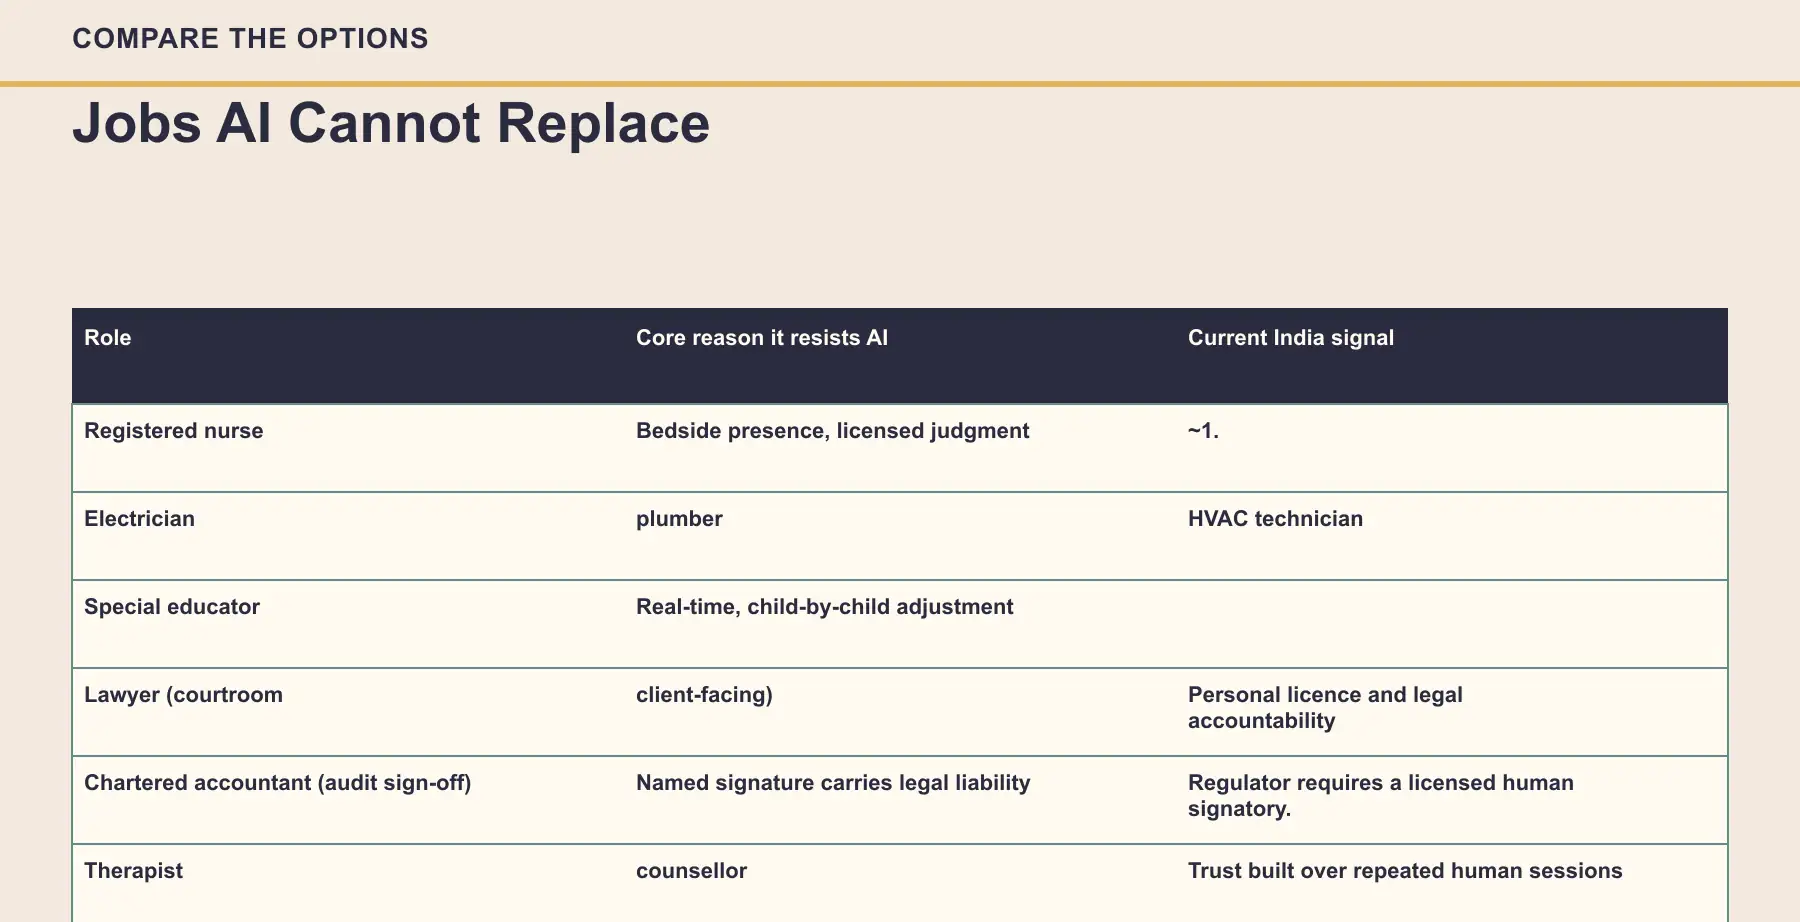 COMPARE THE OPTIONS
Jobs AI Cannot Replace
Role Core reason it resists AI Current India signal
Registered nurse Bedside presence, licensed judgment ~1.
Electrician plumber HVAC technician
Special educator Real-time, child-by-child adjustment
Lawyer (courtroom client-facing) Personal licence and legal
accountability
Chartered accountant (audit sign-off) Named signature carries legal liability Regulator requires a licensed human
signatory.
Therapist counsellor Trust built over repeated human sessions